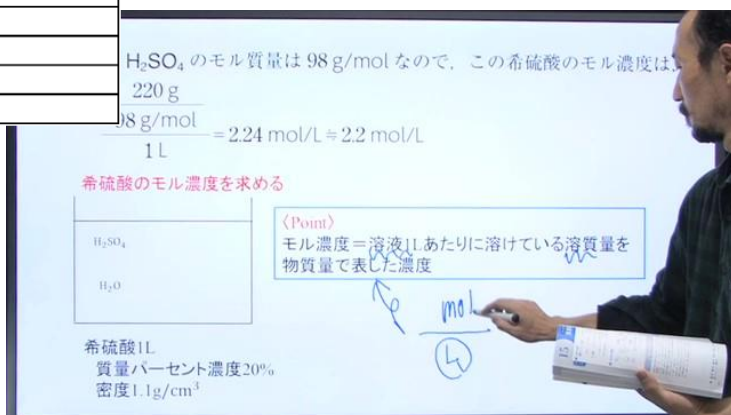 H₂SO₄ のモル質量は 98 g/mol なので，この希硫酸のモル濃度は，
220 g
98 g/mol
1 L
=2.24 mol/L≒2.2 mol/L
希硫酸のモル濃度を求める
H₂SO₄
H₂O
〈Point〉
モル濃度＝溶液1Lあたりに溶けている溶質量を
物質量で表した濃度
mol
L
希硫酸1L
質量パーセント濃度20%
密度1.1g/cm³